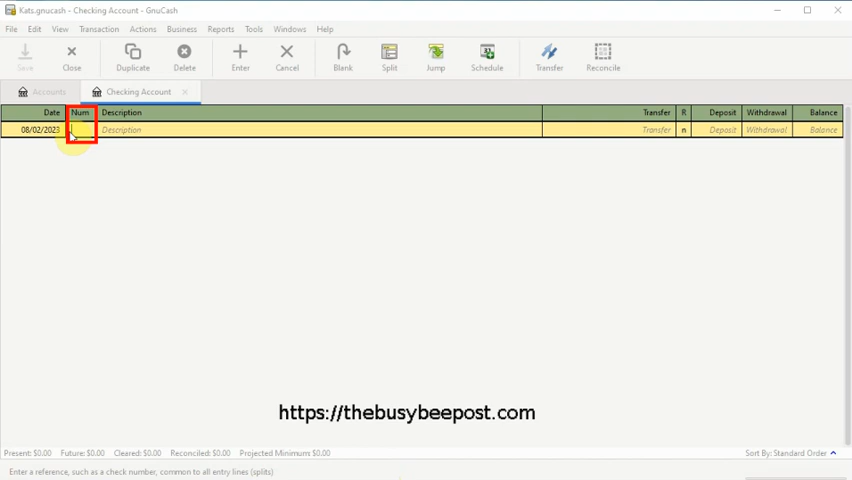 Kats.gnucash - Checking Account - GnuCash
File Edit View Transaction Actions Business Reports Tools Windows Help
Save Close Duplicate Delete Enter Cancel Blank Split Jump Schedule Transfer Reconcile
Accounts Checking Account
Date Num Description Transfer R Deposit Withdrawal Balance
08/02/2023 Description Transfer n Deposit Withdrawal Balance
https://thebusybeepost.com
Present: $0.00 Future: $0.00 Cleared: $0.00 Reconciled: $0.00 Projected Minimum $0.00 Sort By: Standard Order
Enter a reference, such as a check number, common to all entry lines (splits)